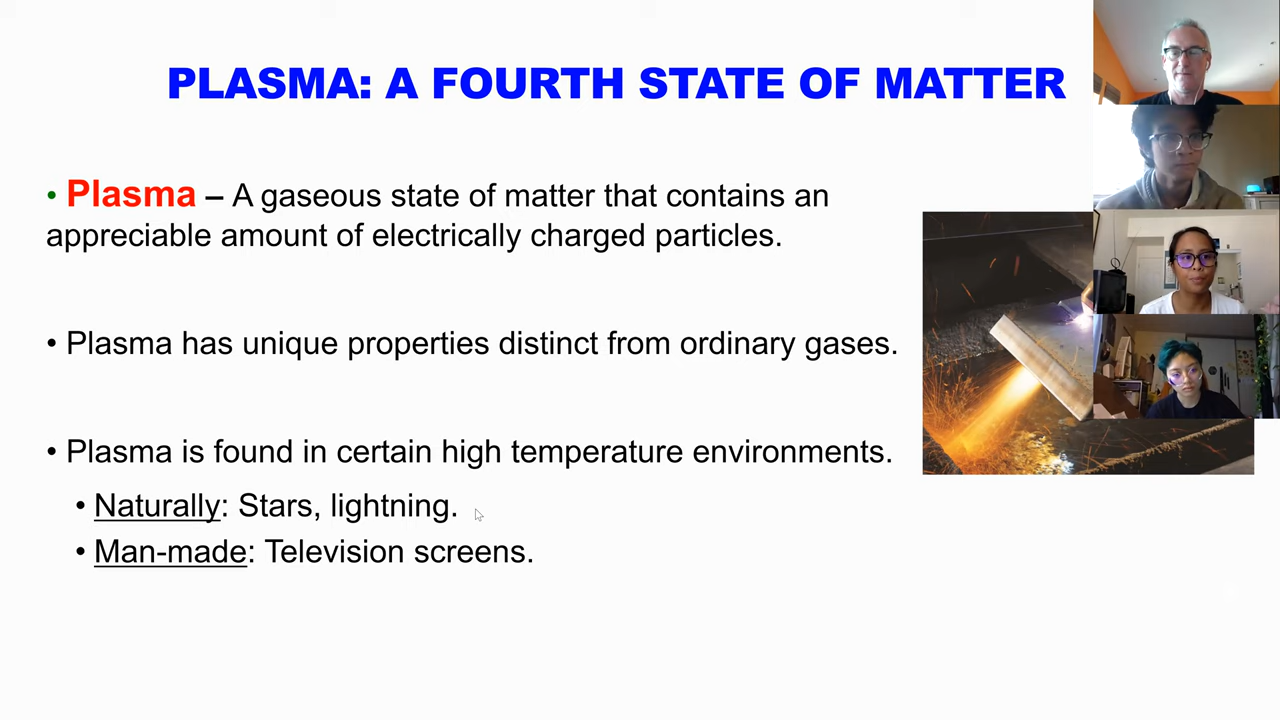 PLASMA: A FOURTH STATE OF MATTER
• Plasma – A gaseous state of matter that contains an
appreciable amount of electrically charged particles.
• Plasma has unique properties distinct from ordinary gases.
• Plasma is found in certain high temperature environments.
• Naturally: Stars, lightning.
• Man-made: Television screens.